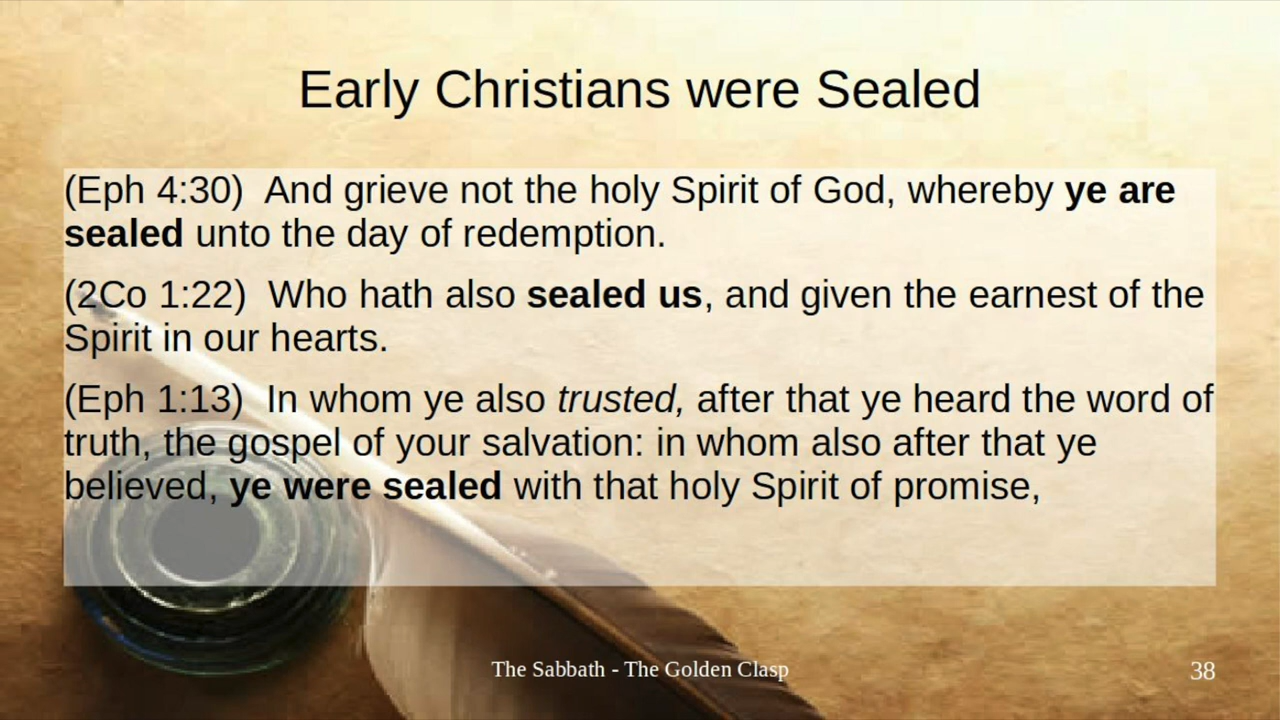 Early Christians were Sealed
(Eph 4:30)  And grieve not the holy Spirit of God, whereby ye are
sealed unto the day of redemption.
(2Co 1:22)  Who hath also sealed us, and given the earnest of the
Spirit in our hearts.
(Eph 1:13)  In whom ye also trusted, after that ye heard the word of
truth, the gospel of your salvation: in whom also after that ye
believed, ye were sealed with that holy Spirit of promise,
The Sabbath - The Golden Clasp
38